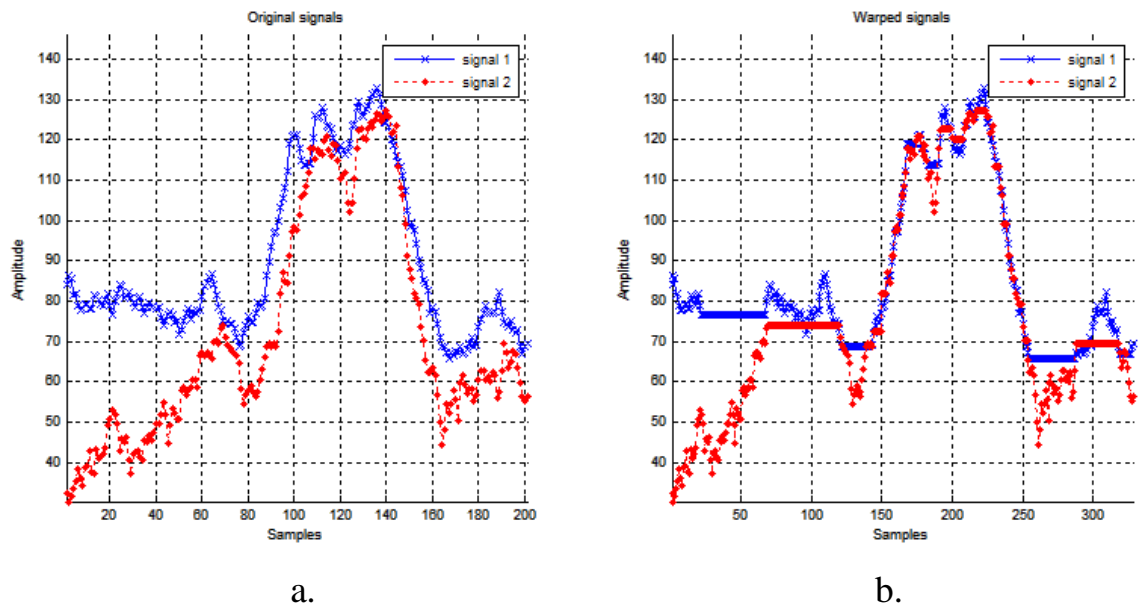 Original signals
signal 1
signal 2
140
130
120
110
100
90
80
70
60
50
40
Amplitude
20 40 60 80 100 120 140 160 180 200
Samples
a.
Warped signals
signal 1
signal 2
140
130
120
110
100
90
80
70
60
50
40
Amplitude
50 100 150 200 250 300
Samples
b.